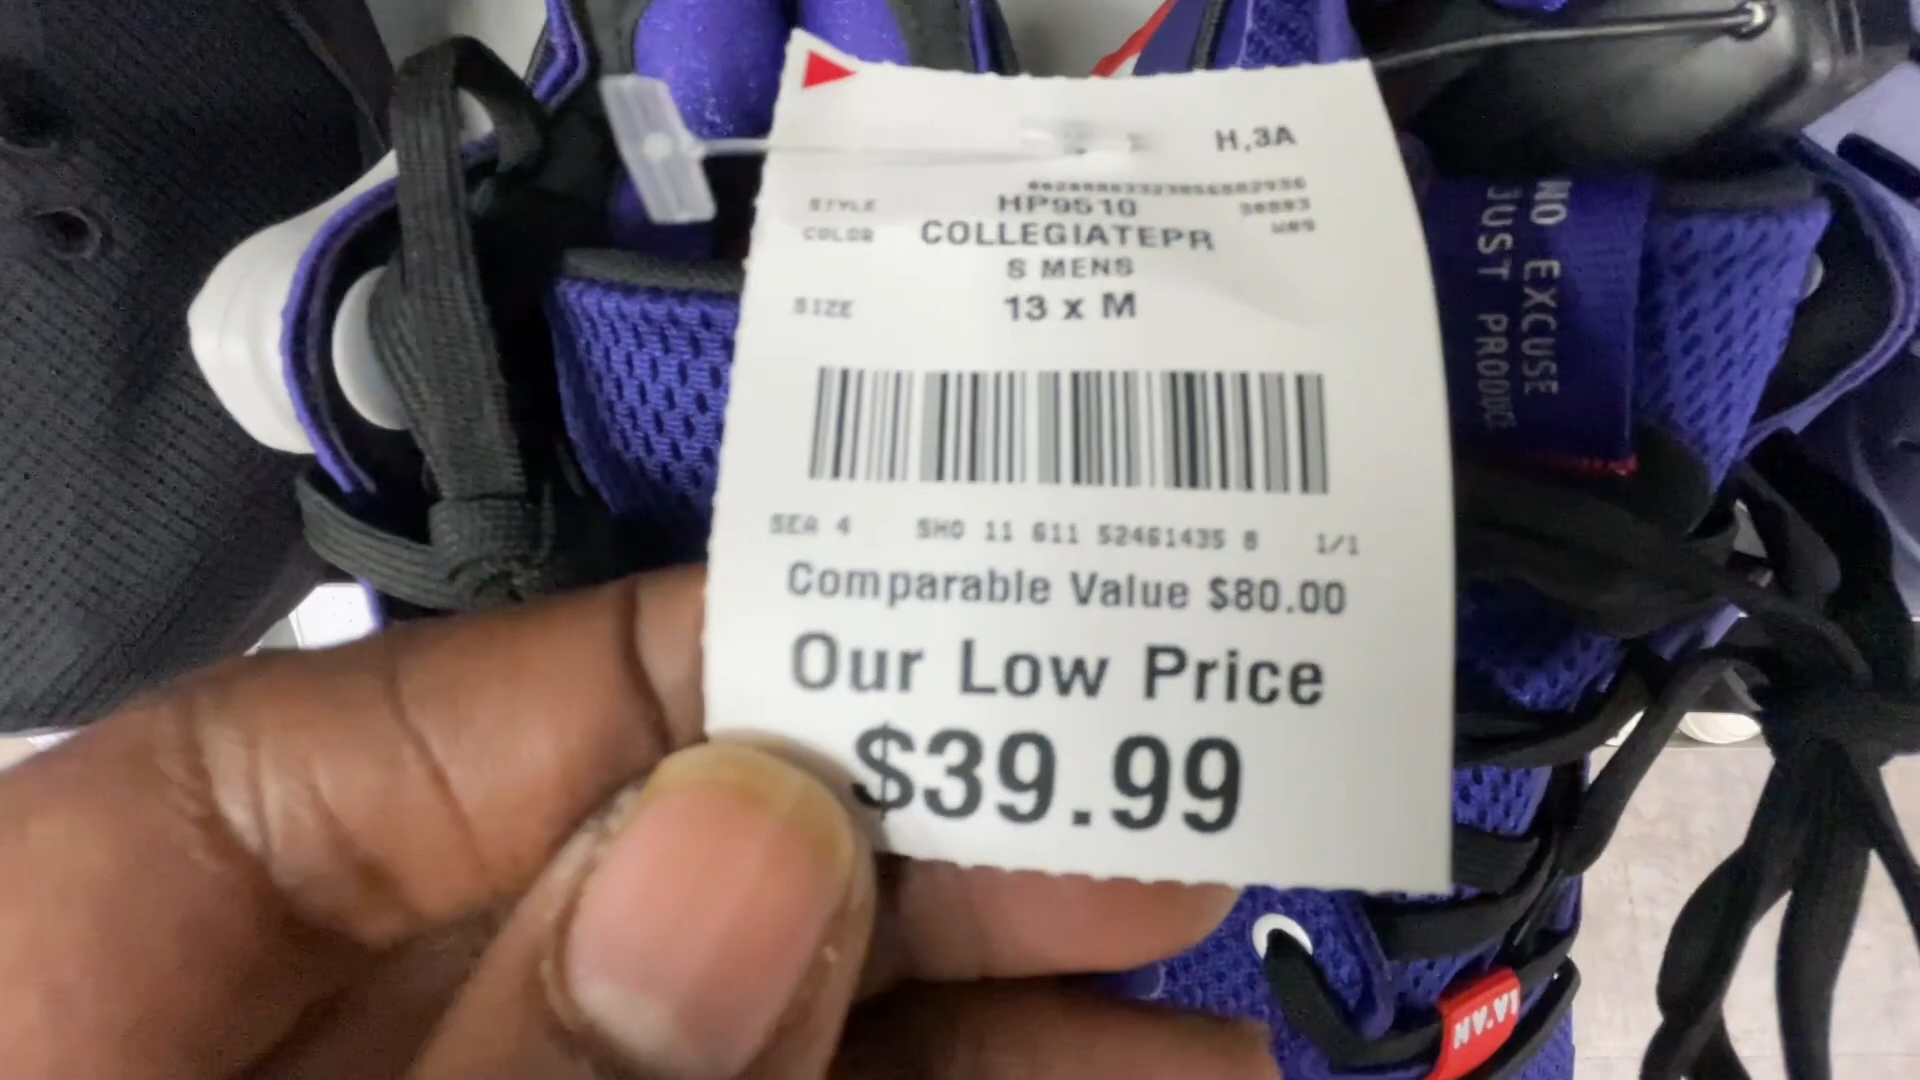 H,3A
STYLE HP9510
COLOR COLLEGIATEPR
S MENS
SIZE 13 x M
SEA 4 SHO 11 611 52461435 8 1/1
Comparable Value $80.00
Our Low Price
$39.99
NO EXCUSE
JUST PRODUCE